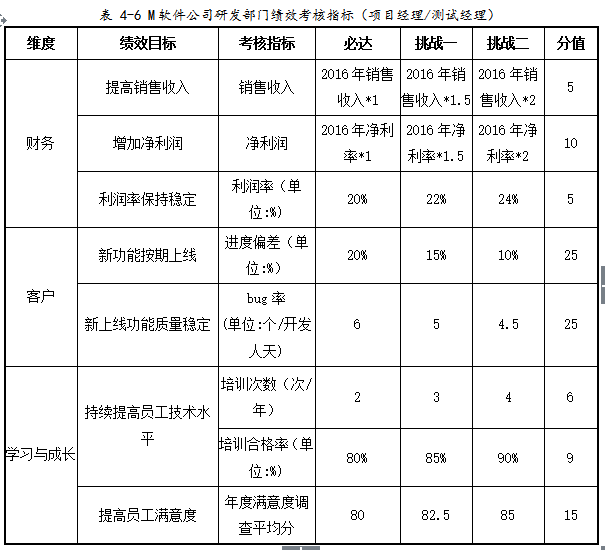 表 4-6 M 软件公司研发部门绩效考核指标（项目经理/测试经理）
维度 绩效目标 考核指标 必达 挑战一 挑战二 分值
财务 提高销售收入 销售收入 2016 年销售收入*1 2016 年销售收入*1.5 2016 年销售收入*2 5
增加净利润 净利润 2016 年净利率*1 2016 年净利率*1.5 2016 年净利率*2 10
利润率保持稳定 利润率（单位:%) 20% 22% 24% 5
客户 新功能按期上线 进度偏差（单位:%） 20% 15% 10% 25
新上线功能质量稳定 bug 率(单位:个/开发人天) 6 5 4.5 25
学习与成长 持续提高员工技术水平 培训次数（次/年） 2 3 4 6
培训合格率（单位:%) 80% 85% 90% 9
提高员工满意度 年度满意度调查平均分 80 82.5 85 15